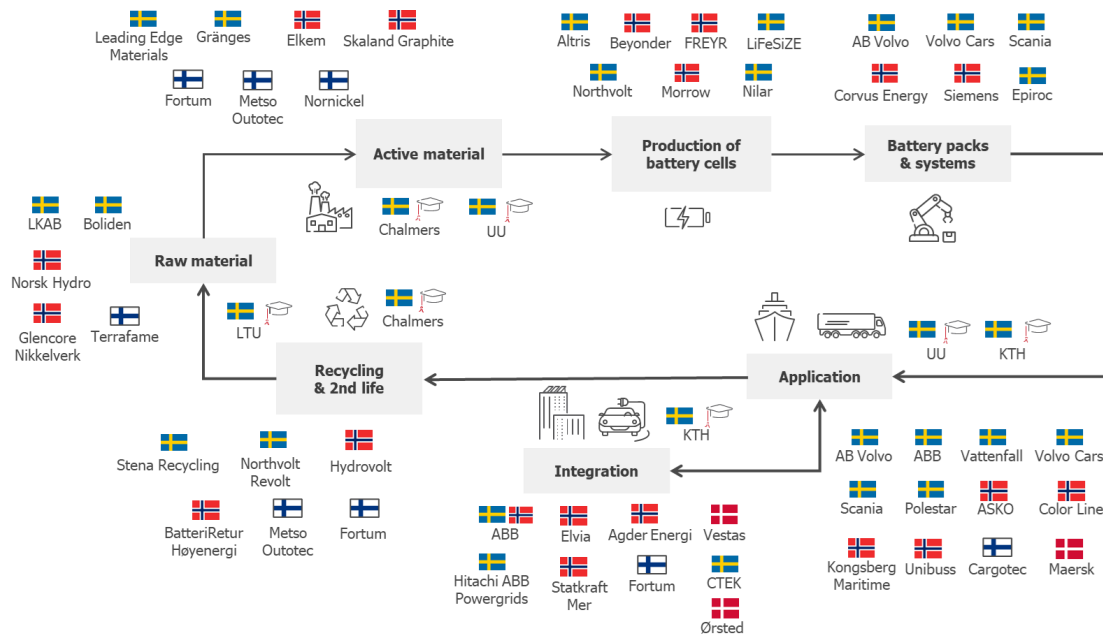 Leading Edge
Materials
Gränges
Elkem
Skaland Graphite
Fortum
Metso
Outotec
Nornickel
Altris
Beyonder
FREYR
LiFeSiZE
Northvolt
Morrow
Nilar
AB Volvo
Volvo Cars
Scania
Corvus Energy
Siemens
Epiroc
Active material
Production of
battery cells
Battery packs
& systems
Chalmers
UU
LKAB
Boliden
Raw material
Norsk Hydro
Glencore
Nikkelverk
Terrafame
LTU
Chalmers
UU
KTH
Recycling
& 2nd life
Application
KTH
Integration
Stena Recycling
Northvolt
Revolt
Hydrovolt
BatteriRetur
Høyenergi
Metso
Outotec
Fortum
ABB
Elvia
Agder Energi
Vestas
Hitachi ABB
Powergrids
Statkraft
Mer
Fortum
CTEK
Ørsted
AB Volvo
ABB
Vattenfall
Volvo Cars
Scania
Polestar
ASKO
Color Line
Kongsberg
Maritime
Unibuss
Cargotec
Maersk